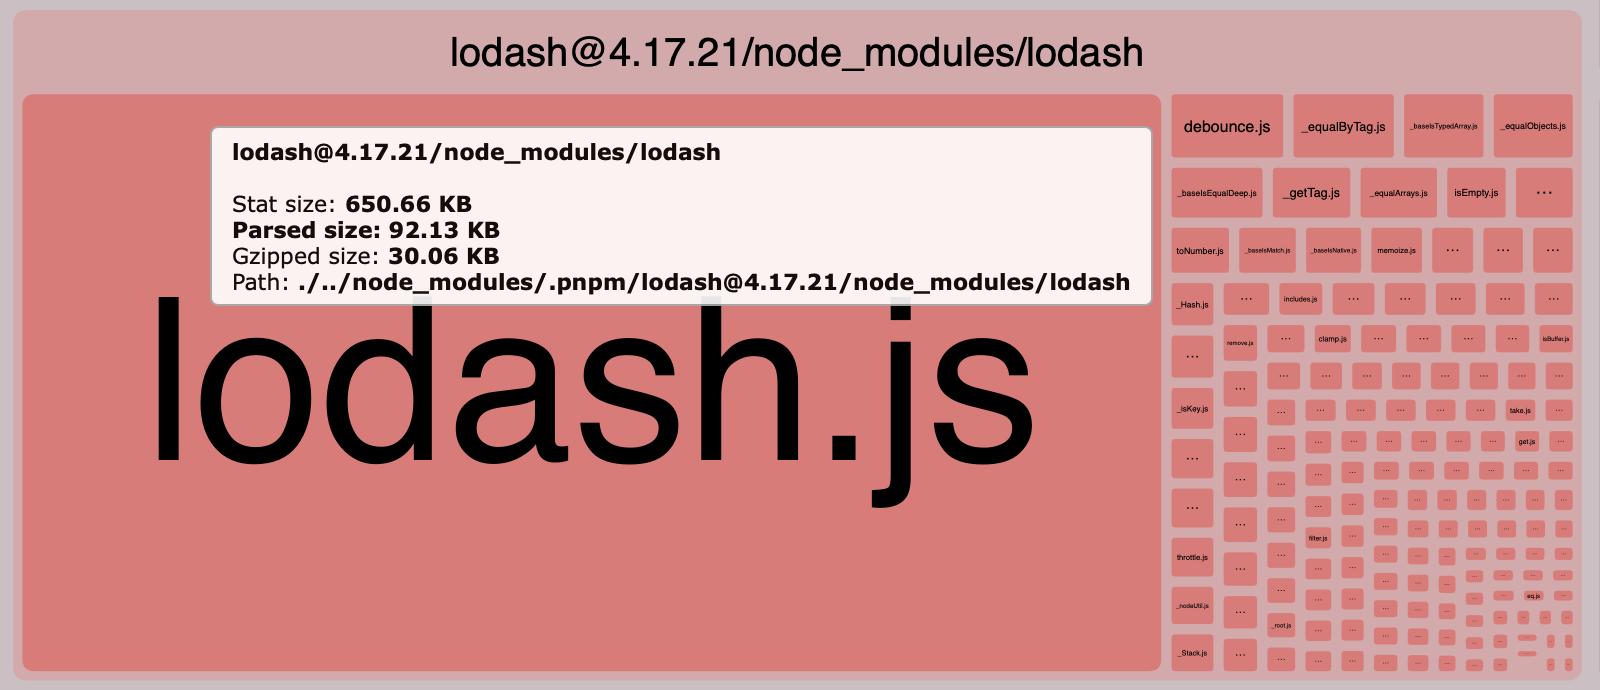 lodash@4.17.21/node_modules/lodash
lodash@4.17.21/node_modules/lodash
Stat size: 650.66 KB
Parsed size: 92.13 KB
Gzipped size: 30.06 KB
Path: ./../node_modules/.pnpm/lodash@4.17.21/node_modules/lodash
lodash.js
debounce.js
_equalByTag.js
_baseIsTypedArray.js
_equalObjects.js
_baseIsEqualDeep.js
_getTag.js
_equalArrays.js
isEmpty.js
...
toNumber.js
_baseIsMatch.js
_baseIsNative.js
memoize.js
...
...
...
_Hash.js
...
includes.js
...
...
...
...
...
remove.js
...
clamp.js
...
...
...
...
isBuffer.js
...
_isKey.js
take.js
get.js
throttle.js
filter.js
_nodeUtil.js
eq.js
_root.js
_Stack.js